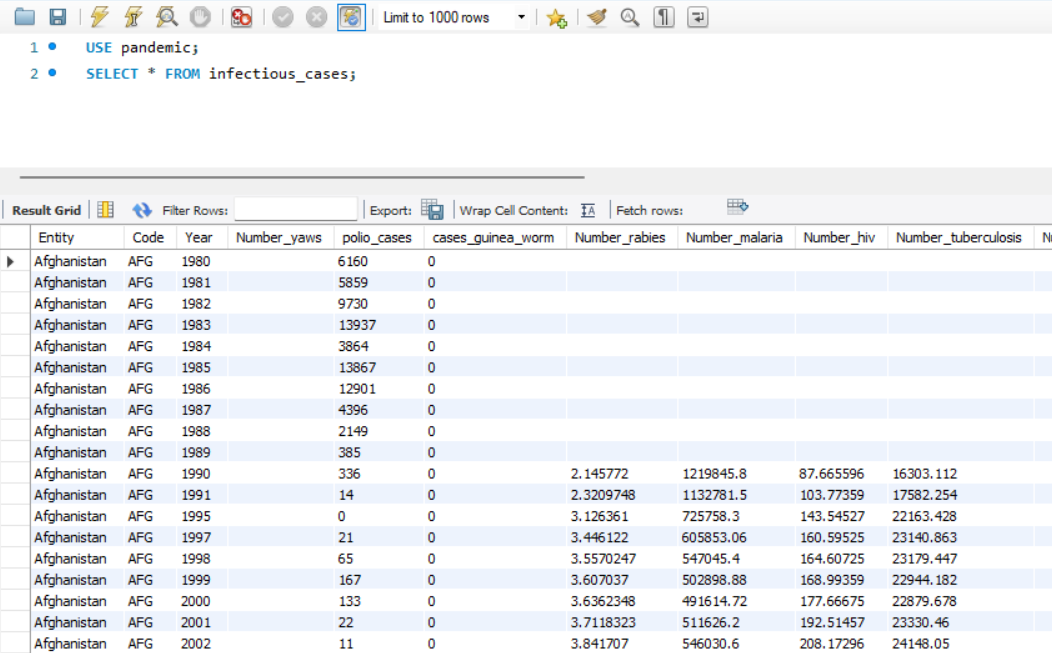 Limit to 1000 rows
1 USE pandemic;
2 SELECT * FROM infectious_cases;
Result Grid Filter Rows: Export: Wrap Cell Content: Fetch rows:
Entity Code Year Number_yaws polio_cases cases_guinea_worm Number_rabies Number_malaria Number_hiv Number_tuberculosis
Afghanistan AFG 1980 6160 0
Afghanistan AFG 1981 5859 0
Afghanistan AFG 1982 9730 0
Afghanistan AFG 1983 13937 0
Afghanistan AFG 1984 3864 0
Afghanistan AFG 1985 13867 0
Afghanistan AFG 1986 12901 0
Afghanistan AFG 1987 4396 0
Afghanistan AFG 1988 2149 0
Afghanistan AFG 1989 385 0
Afghanistan AFG 1990 336 0 2.145772 1219845.8 87.665596 16303.112
Afghanistan AFG 1991 14 0 2.3209748 1132781.5 103.77359 17582.254
Afghanistan AFG 1995 0 0 3.126361 725758.3 143.54527 22163.428
Afghanistan AFG 1997 21 0 3.446122 605853.06 160.59525 23140.863
Afghanistan AFG 1998 65 0 3.5570247 547045.4 164.60725 23179.447
Afghanistan AFG 1999 167 0 3.607037 502898.88 168.99359 22944.182
Afghanistan AFG 2000 133 0 3.6362348 491614.72 177.66675 22879.678
Afghanistan AFG 2001 22 0 3.7118323 511626.2 192.51457 23330.46
Afghanistan AFG 2002 11 0 3.841707 546030.6 208.17296 24148.05